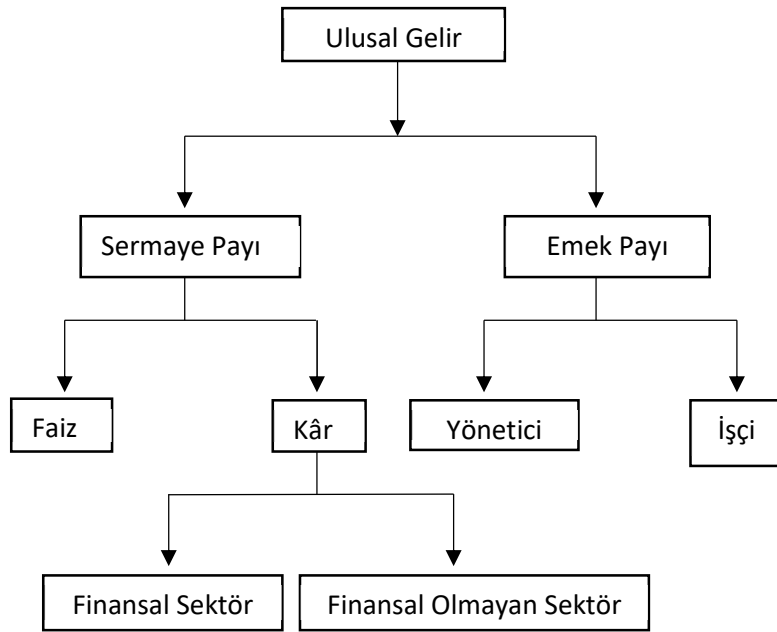 Ulusal Gelir
Sermaye Payı
Emek Payı
Faiz
Kâr
Yönetici
İşçi
Finansal Sektör
Finansal Olmayan Sektör